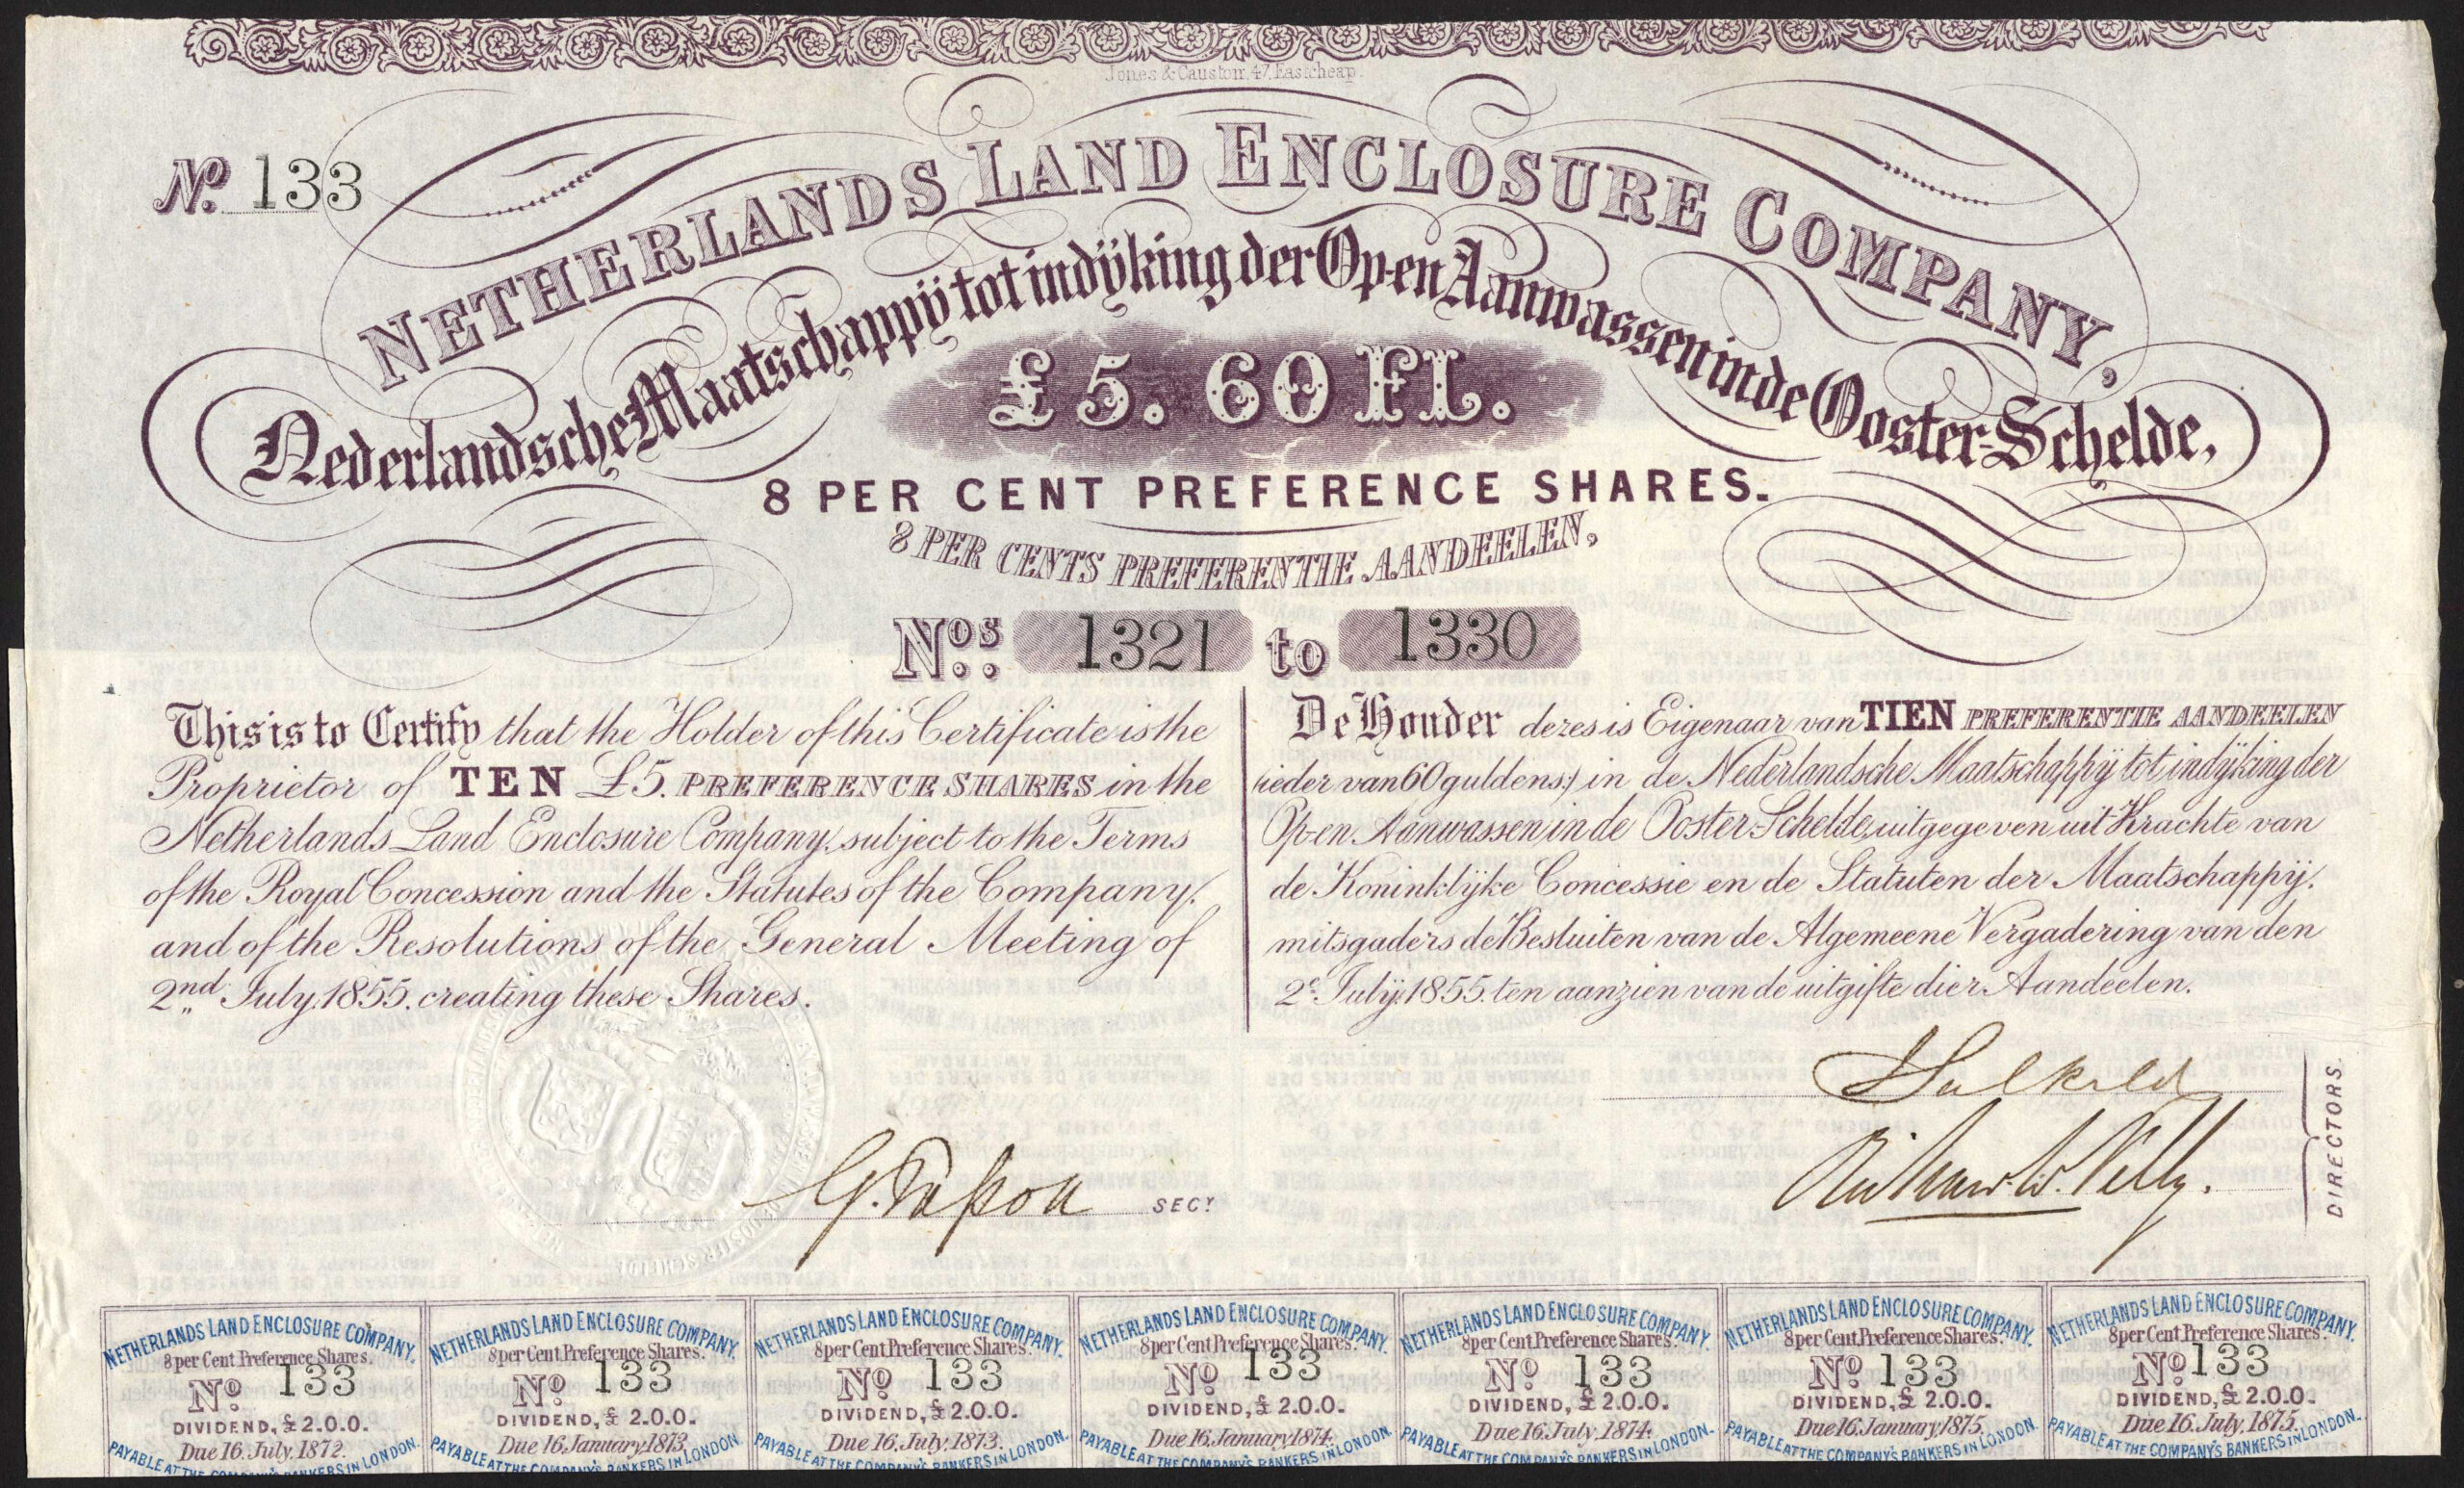 Jones & Causton, 47, Eastcheap.
No. 133
NETHERLANDS LAND ENCLOSURE COMPANY,
Nederlandsche Maatschappÿ tot indÿking der Open Aanwassen in de Ooster-Schelde,
£5. 60 Fl.
8 PER CENT PREFERENCE SHARES.
8 PER CENTS PREFERENTIE AANDEELEN,
Nos. 1321 to 1330
This is to Certify that the Holder of this Certificate is the
Proprietor of TEN £5. PREFERENCE SHARES in the
Netherlands Land Enclosure Company, subject to the Terms
of the Royal Concession and the Statutes of the Company,
and of the Resolutions of the General Meeting of
2nd July, 1855, creating these Shares.
De Houder dezes is Eigenaar van TIEN PREFERENTIE AANDEELEN
(ieder van 60 guldens,) in de Nederlandsche Maatschappÿ tot indÿking der
Op-en Aanwassen in de Ooster-Schelde, uitgegeven uit Krachte van
de Koninklÿke Concessie en de Statuten der Maatschappÿ,
mitsgaders de Besluiten van de Algemeene Vergadering van den
2e July, 1855, ten aanzien van de uitgifte dier Aandeelen.
SECY
DIRECTORS.
NETHERLANDS LAND ENCLOSURE COMPANY.
8 per Cent Preference Shares.
No 133
DIVIDEND, £ 2.0.0.
Due 16, July, 1872.
PAYABLE AT THE COMPANY'S BANKERS IN LONDON.
NETHERLANDS LAND ENCLOSURE COMPANY.
8 per Cent Preference Shares.
No 133
DIVIDEND, £ 2.0.0.
Due 16, January, 1873.
PAYABLE AT THE COMPANY'S BANKERS IN LONDON
NETHERLANDS LAND ENCLOSURE COMPANY.
8 per Cent Preference Shares.
No 133
DIVIDEND, £ 2.0.0.
Due 16, July, 1873.
PAYABLE AT THE COMPANY'S BANKERS IN LONDON.
NETHERLANDS LAND ENCLOSURE COMPANY.
8 per Cent Preference Shares.
No 133
DIVIDEND, £ 2.0.0.
Due 16, January, 1874.
PAYABLE AT THE COMPANY'S BANKERS IN LONDON.
NETHERLANDS LAND ENCLOSURE COMPANY.
8 per Cent Preference Shares.
No 133
DIVIDEND, £ 2.0.0.
Due 16, July, 1874.
PAYABLE AT THE COMPANY'S BANKERS IN LONDON.
NETHERLANDS LAND ENCLOSURE COMPANY.
8 per Cent Preference Shares.
No 133
DIVIDEND, £ 2.0.0.
Due 16, January, 1875.
PAYABLE AT THE COMPANY'S BANKERS IN LONDON.
NETHERLANDS LAND ENCLOSURE COMPANY.
8 per Cent Preference Shares.
No 133
DIVIDEND, £ 2.0.0.
Due 16, July, 1875.
PAYABLE AT THE COMPANY'S BANKERS IN LONDON.